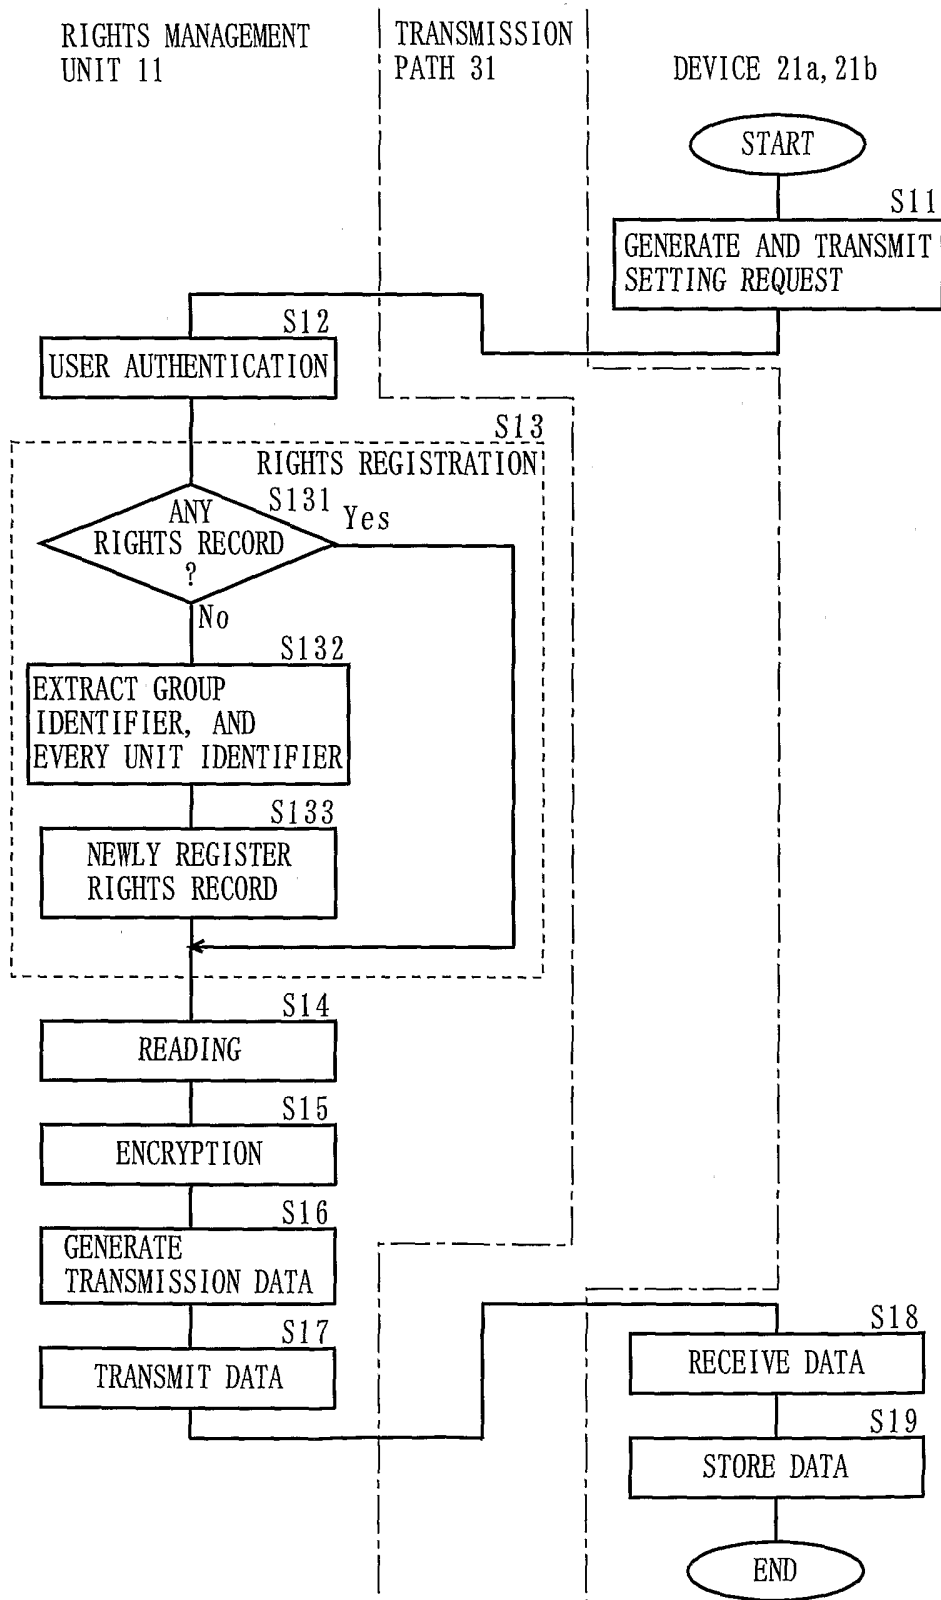 RIGHTS MANAGEMENT
UNIT 11
TRANSMISSION
PATH 31
DEVICE 21a, 21b
START
S11
GENERATE AND TRANSMIT
SETTING REQUEST
S12
USER AUTHENTICATION
S13
RIGHTS REGISTRATION
S131
ANY
RIGHTS RECORD
?
Yes
No
S132
EXTRACT GROUP
IDENTIFIER, AND
EVERY UNIT IDENTIFIER
S133
NEWLY REGISTER
RIGHTS RECORD
S14
READING
S15
ENCRYPTION
S16
GENERATE
TRANSMISSION DATA
S17
TRANSMIT DATA
S18
RECEIVE DATA
S19
STORE DATA
END